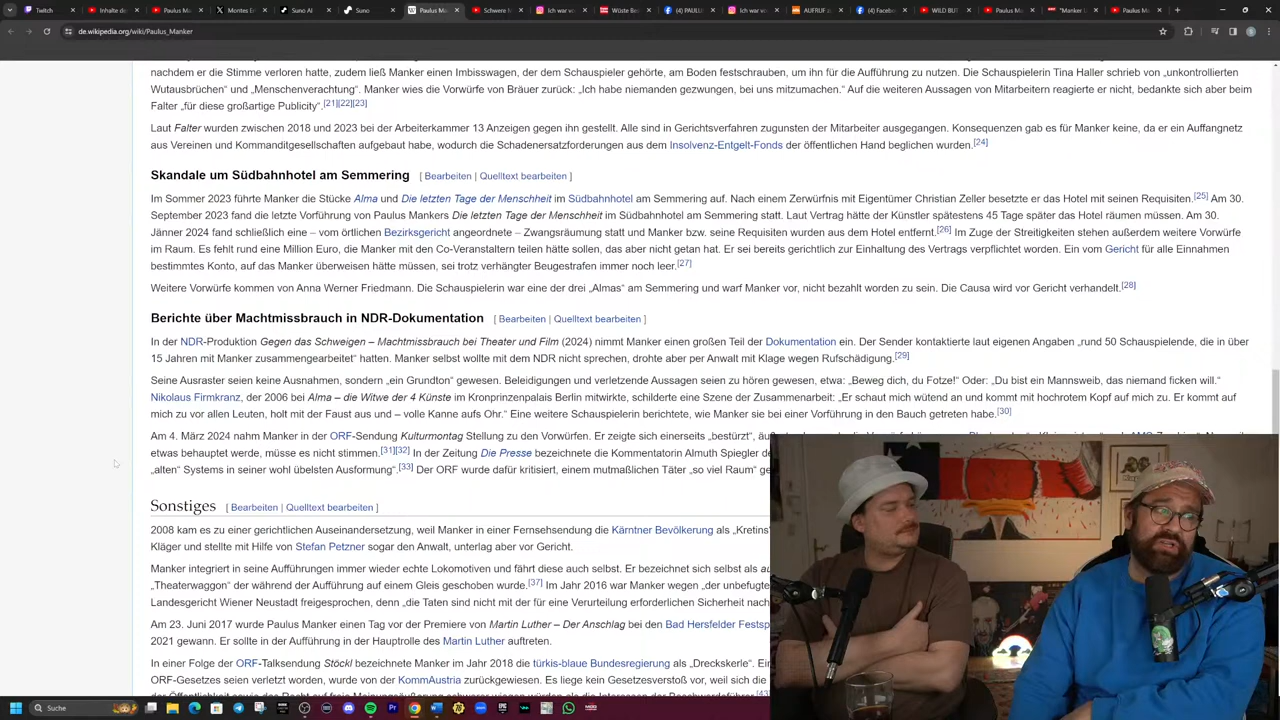 Twitch
Inhalte de
Paulus M
Montes E
Suno AI
Suno
Paulus Ma
Schwere
Ich war vo
Wüste Be
(4) PAUL
Ich war vo
AUFRUF z
(4) Faceb
WILD BUT
Paulus M
"Manker
Paulus M
de.wikipedia.org/wiki/Paulus_Manker
nachdem er die Stimme verloren hatte, zudem ließ Manker einen Imbisswagen, der dem Schauspieler gehörte, am Boden festschrauben, um ihn für die Aufführung zu nutzen. Die Schauspielerin Tina Haller schrieb von „unkontrollierten
Wutausbrüchen“ und „Menschenverachtung“. Manker wies die Vorwürfe von Bräuer zurück: „Ich habe niemanden gezwungen, bei uns mitzumachen.“ Auf die weiteren Aussagen von Mitarbeitern reagierte er nicht, bedankte sich aber beim
Falter „für diese großartige Publicity“.[21][22][23]
Laut Falter wurden zwischen 2018 und 2023 bei der Arbeiterkammer 13 Anzeigen gegen ihn gestellt. Alle sind in Gerichtsverfahren zugunsten der Mitarbeiter ausgegangen. Konsequenzen gab es für Manker keine, da er ein Auffangnetz
aus Vereinen und Kommanditgesellschaften aufgebaut habe, wodurch die Schadenersatzforderungen aus dem Insolvenz-Entgelt-Fonds der öffentlichen Hand beglichen wurden.[24]
Skandale um Südbahnhotel am Semmering [ Bearbeiten | Quelltext bearbeiten ]
Im Sommer 2023 führte Manker die Stücke Alma und Die letzten Tage der Menschheit im Südbahnhotel am Semmering auf. Nach einem Zerwürfnis mit Eigentümer Christian Zeller besetzte er das Hotel mit seinen Requisiten.[25] Am 30.
September 2023 fand die letzte Vorführung von Paulus Mankers Die letzten Tage der Menschheit im Südbahnhotel am Semmering statt. Laut Vertrag hätte der Künstler spätestens 45 Tage später das Hotel räumen müssen. Am 30.
Jänner 2024 fand schließlich eine – vom örtlichen Bezirksgericht angeordnete – Zwangsräumung statt und Manker bzw. seine Requisiten wurden aus dem Hotel entfernt.[26] Im Zuge der Streitigkeiten stehen außerdem weitere Vorwürfe
im Raum. Es fehlt rund eine Million Euro, die Manker mit den Co-Veranstaltern teilen hätte sollen, das aber nicht getan hat. Er sei bereits gerichtlich zur Einhaltung des Vertrags verpflichtet worden. Ein vom Gericht für alle Einnahmen
bestimmtes Konto, auf das Manker überweisen hätte müssen, sei trotz verhängter Beugestrafen immer noch leer.[27]
Weitere Vorwürfe kommen von Anna Werner Friedmann. Die Schauspielerin war eine der drei „Almas“ am Semmering und warf Manker vor, nicht bezahlt worden zu sein. Die Causa wird vor Gericht verhandelt.[28]
Berichte über Machtmissbrauch in NDR-Dokumentation [ Bearbeiten | Quelltext bearbeiten ]
In der NDR-Produktion Gegen das Schweigen – Machtmissbrauch bei Theater und Film (2024) nimmt Manker einen großen Teil der Dokumentation ein. Der Sender kontaktierte laut eigenen Angaben „rund 50 Schauspielende, die in über
15 Jahren mit Manker zusammengearbeitet“ hatten. Manker selbst wollte mit dem NDR nicht sprechen, drohte aber per Anwalt mit Klage wegen Rufschädigung.[29]
Seine Ausraster seien keine Ausnahmen, sondern „ein Grundton“ gewesen. Beleidigungen und verletzende Aussagen seien zu hören gewesen, etwa: „Beweg dich, du Fotze!“ Oder: „Du bist ein Mannsweib, das niemand ficken will.“
Nikolaus Firmkranz, der 2006 bei Alma – die Witwe der 4 Künste im Kronprinzenpalais Berlin mitwirkte, schilderte eine Szene der Zusammenarbeit: „Er schaut mich wütend an und kommt mit hochrotem Kopf auf mich zu. Er kommt auf
mich zu vor allen Leuten, holt mit der Faust aus und – volle Kanne aufs Ohr.“ Eine weitere Schauspielerin berichtete, wie Manker sie bei einer Vorführung in den Bauch getreten habe.[30]
Am 4. März 2024 nahm Manker in der ORF-Sendung Kulturmontag Stellung zu den Vorwürfen. Er zeigte sich einerseits „bestürzt“,
etwas behauptet werde, müsse es nicht stimmen.[31][32] In der Zeitung Die Presse bezeichnete die Kommentatorin Almuth Spiegler de
„alten“ Systems in seiner wohl übelsten Ausformung“.[33] Der ORF wurde dafür kritisiert, einem mutmaßlichen Täter „so viel Raum“ ge
Sonstiges [ Bearbeiten | Quelltext bearbeiten ]
2008 kam es zu einer gerichtlichen Auseinandersetzung, weil Manker in einer Fernsehsendung die Kärntner Bevölkerung als „Kretins“
Kläger und stellte mit Hilfe von Stefan Petzner sogar den Anwalt, unterlag aber vor Gericht.
Manker integriert in seine Aufführungen immer wieder echte Lokomotiven und fährt diese auch selbst. Er bezeichnet sich selbst als au
„Theaterwaggon“ der während der Aufführung auf einem Gleis geschoben wurde.[37] Im Jahr 2016 war Manker wegen „der unbefugte
Landesgericht Wiener Neustadt freigesprochen, denn „die Taten sind nicht mit der für eine Verurteilung erforderlichen Sicherheit nach
Am 23. Juni 2017 wurde Paulus Manker einen Tag vor der Premiere von Martin Luther – Der Anschlag bei den Bad Hersfelder Festsp
2021 gewann. Er sollte in der Aufführung in der Hauptrolle des Martin Luther auftreten.
In einer Folge der ORF-Talksendung Stöckl bezeichnete Manker im Jahr 2018 die türkis-blaue Bundesregierung als „Dreckskerle“. Ein
ORF-Gesetzes seien verletzt worden, wurde von der KommAustria zurückgewiesen. Es liege kein Gesetzesverstoß vor, weil sich die
Suche